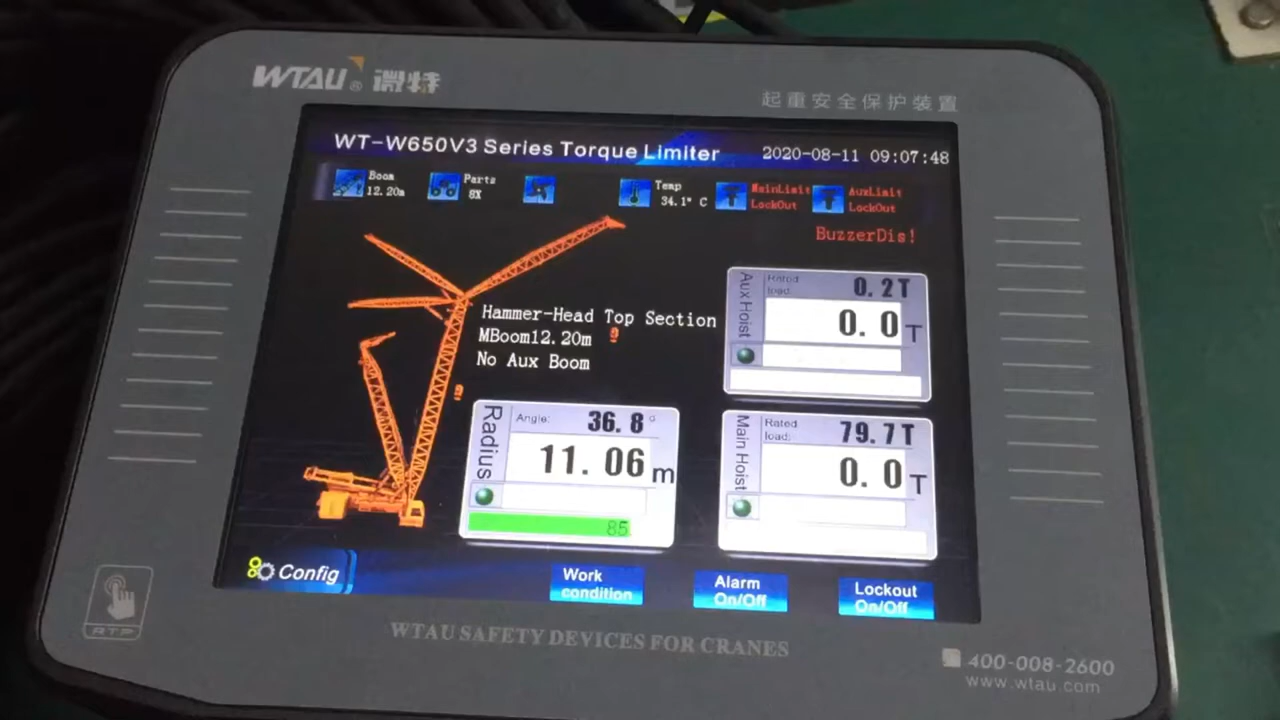 WTAU® 微特
起重安全保护装置
WT-W650V3 Series Torque Limiter
2020-08-11 09:07:48
Boom
12.20m
Parts
8X
Temp
34.1° C
MainLimit
LockOut
AuxLimit
LockOut
BuzzerDis!
Hammer-Head Top Section
MBoom12.20m
No Aux Boom
Aux Hoist
Rated
load:
0.2T
0.0T
Radius
Angle:
36.8°
11.06m
85
Main Hoist
Rated
load:
79.7T
0.0T
Config
Work
condition
Alarm
On/Off
Lockout
On/Off
RTP
WTAU SAFETY DEVICES FOR CRANES
400-008-2600
www.wtau.com